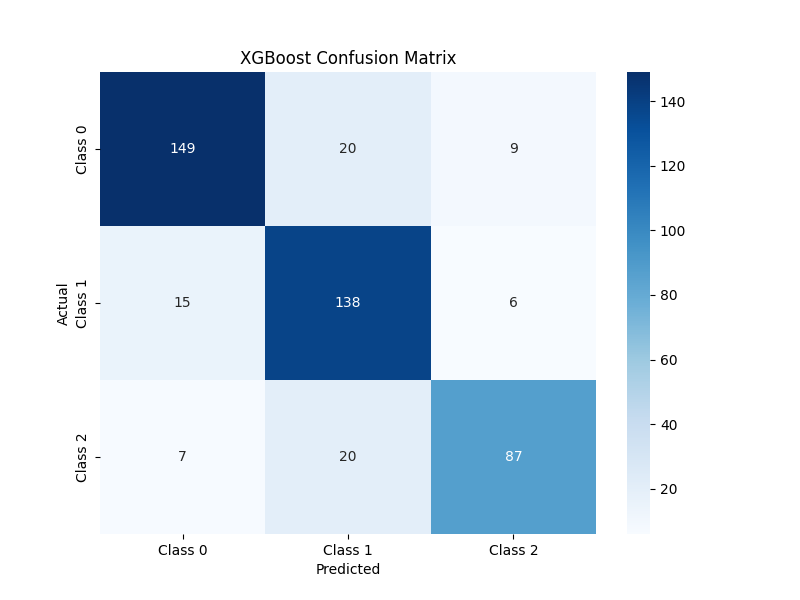 XGBoost Confusion Matrix
Actual
Class 0
149 20 9
Class 1
15 138 6
Class 2
7 20 87
Class 0 Class 1 Class 2
Predicted
140
120
100
80
60
40
20